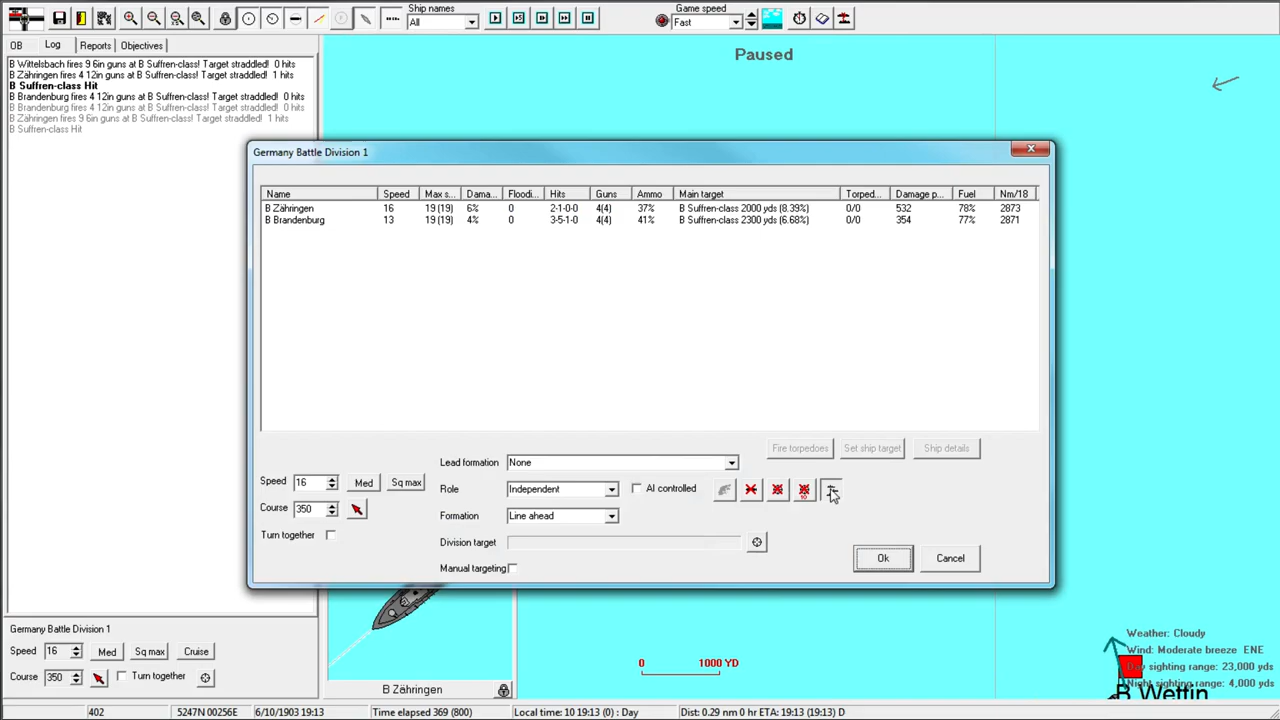 Ship names
All
Game speed
Fast
OB Log Reports Objectives
Paused
B Wittelsbach fires 9 6in guns at B Suffren-class! Target straddled! 0 hits
B Zähringen fires 4 12in guns at B Suffren-class! Target straddled! 1 hits
B Suffren-class Hit
B Brandenburg fires 4 12in guns at B Suffren-class! Target straddled! 0 hits
B Brandenburg fires 4 12in guns at B Suffren-class! Target straddled! 0 hits
B Zähringen fires 9 6in guns at B Suffren-class! Target straddled! 1 hits
B Suffren-class Hit
Germany Battle Division 1
Name Speed Max s... Dama... Floodi... Hits Guns Ammo Main target Torped... Damage p... Fuel Nm/18
B Zähringen 16 19 (19) 6% 0 2-1-0-0 4(4) 37% B Suffren-class 2000 yds (8.39%) 0/0 532 78% 2873
B Brandenburg 13 19 (19) 4% 0 3-5-1-0 4(4) 41% B Suffren-class 2300 yds (6.68%) 0/0 354 77% 2871
Fire torpedoes Set ship target Ship details
Lead formation None
Speed 16 Med Sq max
Role Independent AI controlled 10
Course 350
Formation Line ahead
Turn together
Division target
Manual targeting
Ok Cancel
Germany Battle Division 1
Speed 16 Med Sq max Cruise
Course 350 Turn together
B Zähringen
0 1000 YD
Weather: Cloudy
Wind: Moderate breeze ENE
Day sighting range: 23,000 yds
Night sighting range: 4,000 yds
B Wettin
402 5247N 00256E 6/10/1903 19:13 Time elapsed 369 (800) Local time: 10 19:13 (0) : Day Dist: 0.29 nm 0 hr ETA: 19:13 (19:13) D